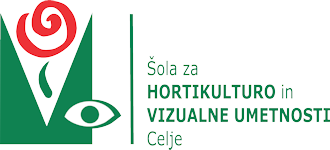 Šola za
HORTIKULTURO in
VIZUALNE UMETNOSTI
Celje